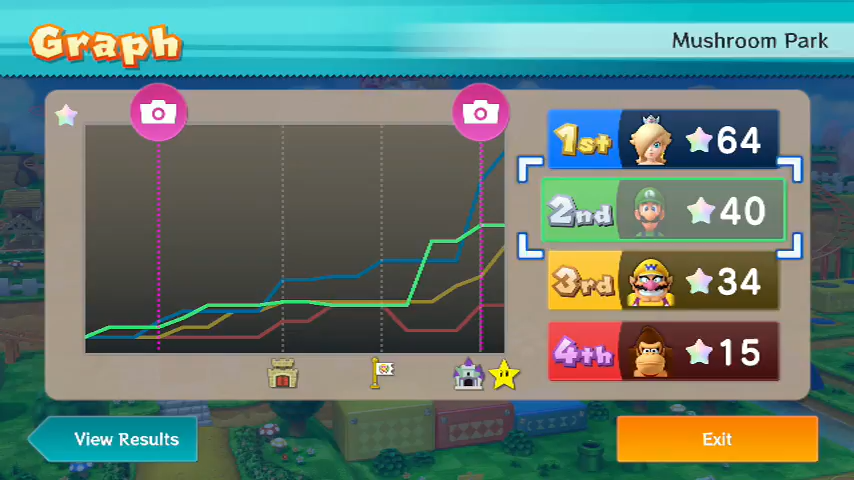 Graph
Mushroom Park
1st 64
2nd 40
3rd 34
4th 15
View Results
Exit